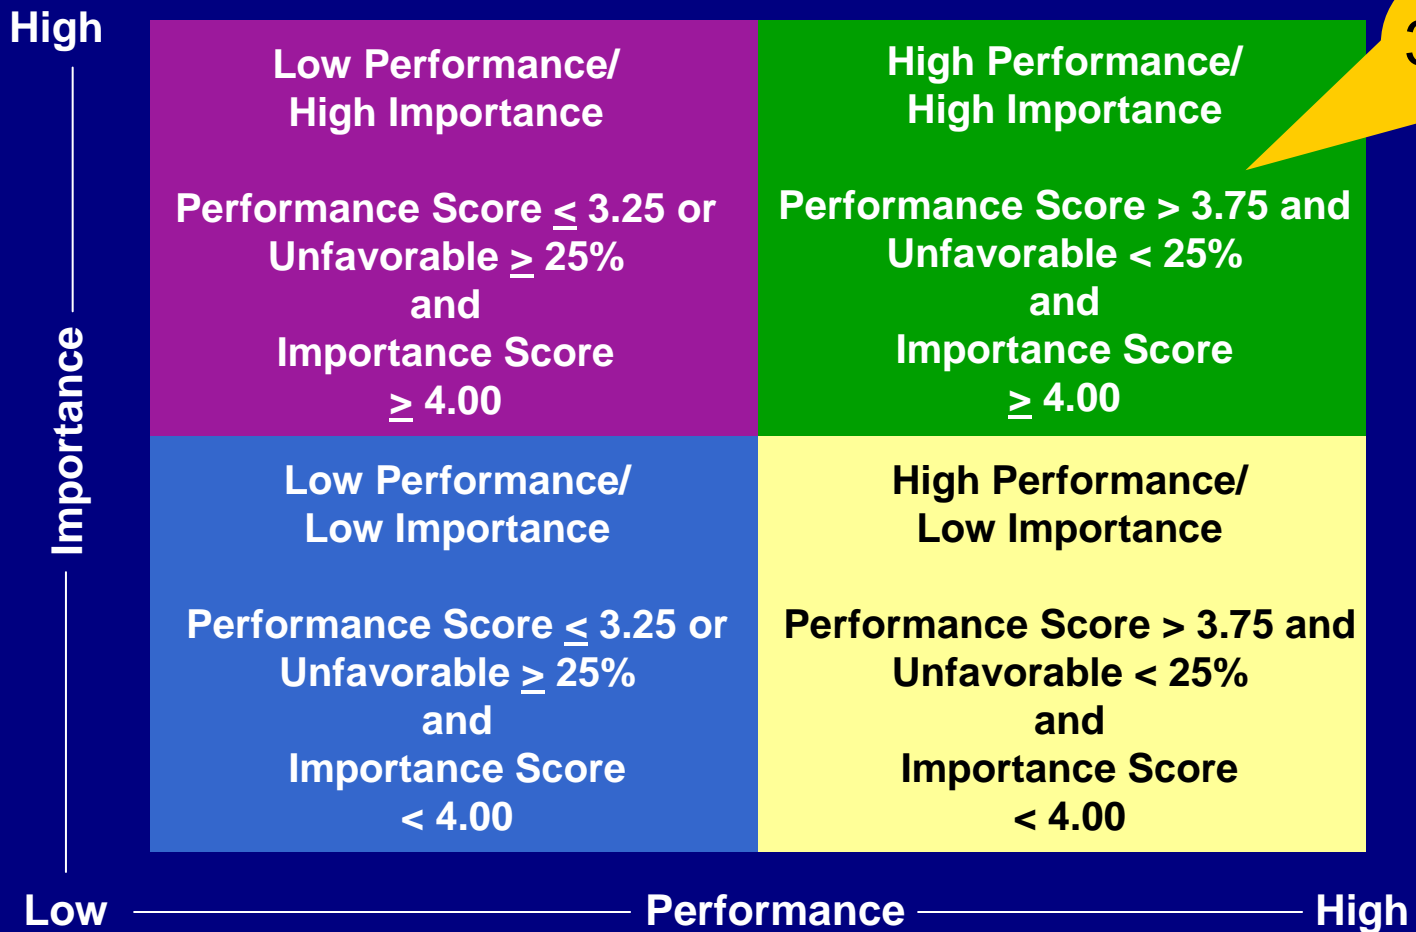 High
Low Performance/
High Importance
Performance Score ≤ 3.25 or
Unfavorable ≥ 25%
and
Importance Score
≥ 4.00
High Performance/
High Importance
Performance Score > 3.75 and
Unfavorable < 25%
and
Importance Score
≥ 4.00
Importance
Low Performance/
Low Importance
Performance Score ≤ 3.25 or
Unfavorable ≥ 25%
and
Importance Score
< 4.00
High Performance/
Low Importance
Performance Score > 3.75 and
Unfavorable < 25%
and
Importance Score
< 4.00
Low
Performance
High